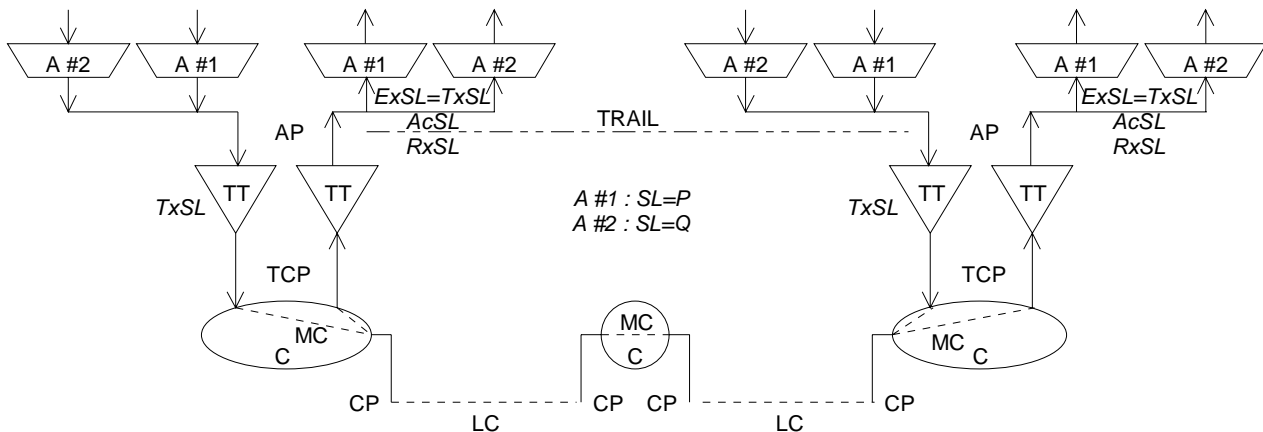 A #2 A #1 A #1 A #2 A #2 A #1 A #1 A #2
ExSL=TxSL ExSL=TxSL
AP AcSL TRAIL AP AcSL
RxSL RxSL
TT TT TT TT
TxSL A #1 : SL=P TxSL
A #2 : SL=Q
TCP TCP
MC MC MC
C C C
CP CP CP CP
LC LC